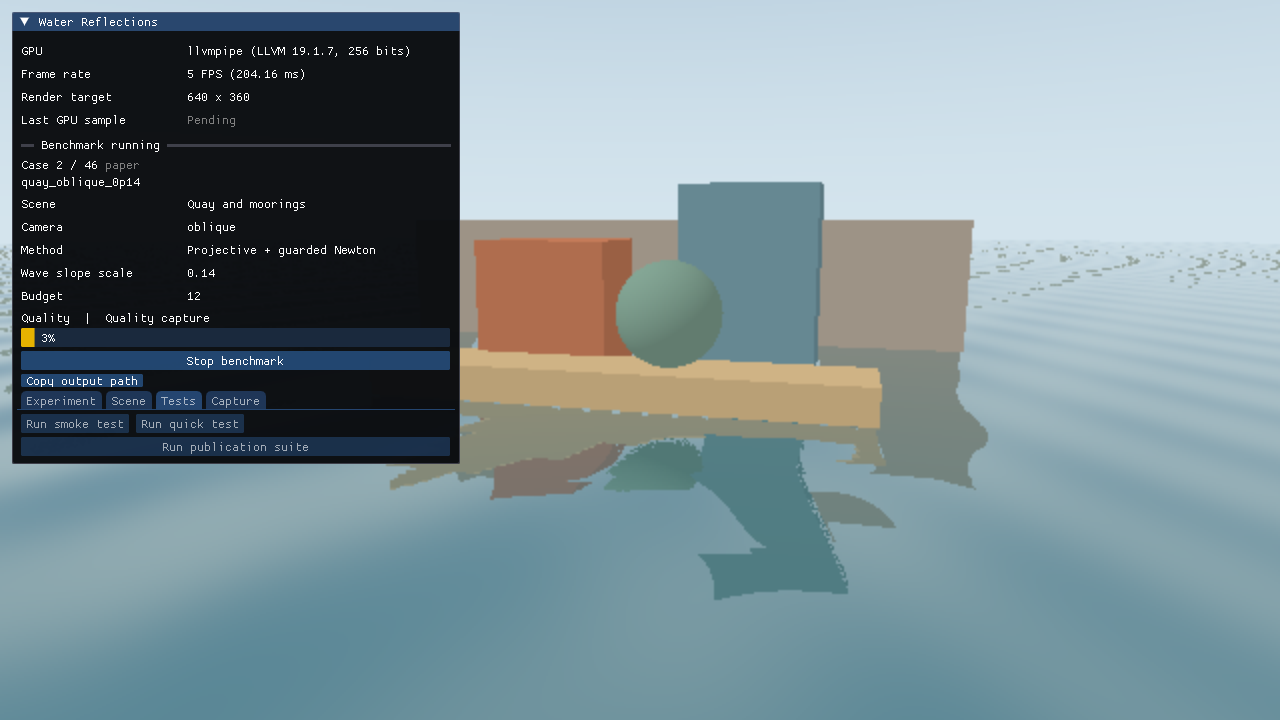 Water Reflections
GPU llvmpipe (LLVM 19.1.7, 256 bits)
Frame rate 5 FPS (204.16 ms)
Render target 640 x 360
Last GPU sample Pending
Benchmark running
Case 2 / 46 paper
quay_oblique_0p14
Scene Quay and moorings
Camera oblique
Method Projective + guarded Newton
Wave slope scale 0.14
Budget 12
Quality | Quality capture
3%
Stop benchmark
Copy output path
Experiment Scene Tests Capture
Run smoke test Run quick test
Run publication suite